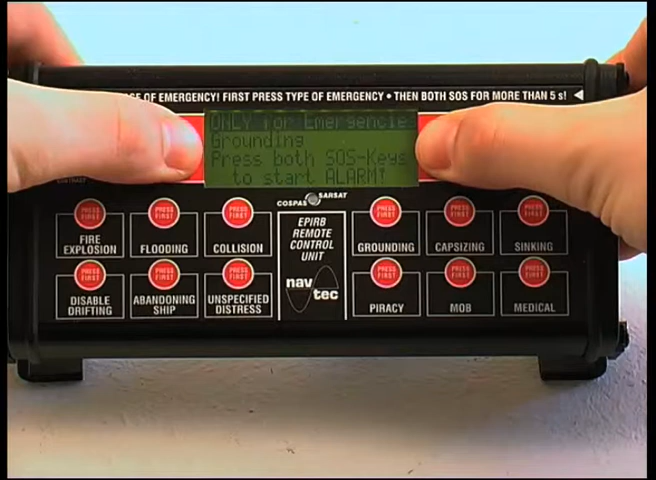 OF EMERGENCY! FIRST PRESS TYPE OF EMERGENCY • THEN BOTH SOS FOR MORE THAN 5 s!
ONLY for Emergencie
Grounding
Press both SOS-Keys
to start ALARM!
COSPAS SARSAT
PRESS FIRST
PRESS FIRST
PRESS FIRST
PRESS FIRST
PRESS FIRST
PRESS FIRST
FIRE
EXPLOSION
FLOODING
COLLISION
EPIRB
REMOTE
CONTROL
UNIT
GROUNDING
CAPSIZING
SINKING
PRESS FIRST
PRESS FIRST
PRESS FIRST
PRESS FIRST
PRESS FIRST
PRESS FIRST
DISABLE
DRIFTING
ABANDONING
SHIP
UNSPECIFIED
DISTRESS
nav
tec
PIRACY
MOB
MEDICAL